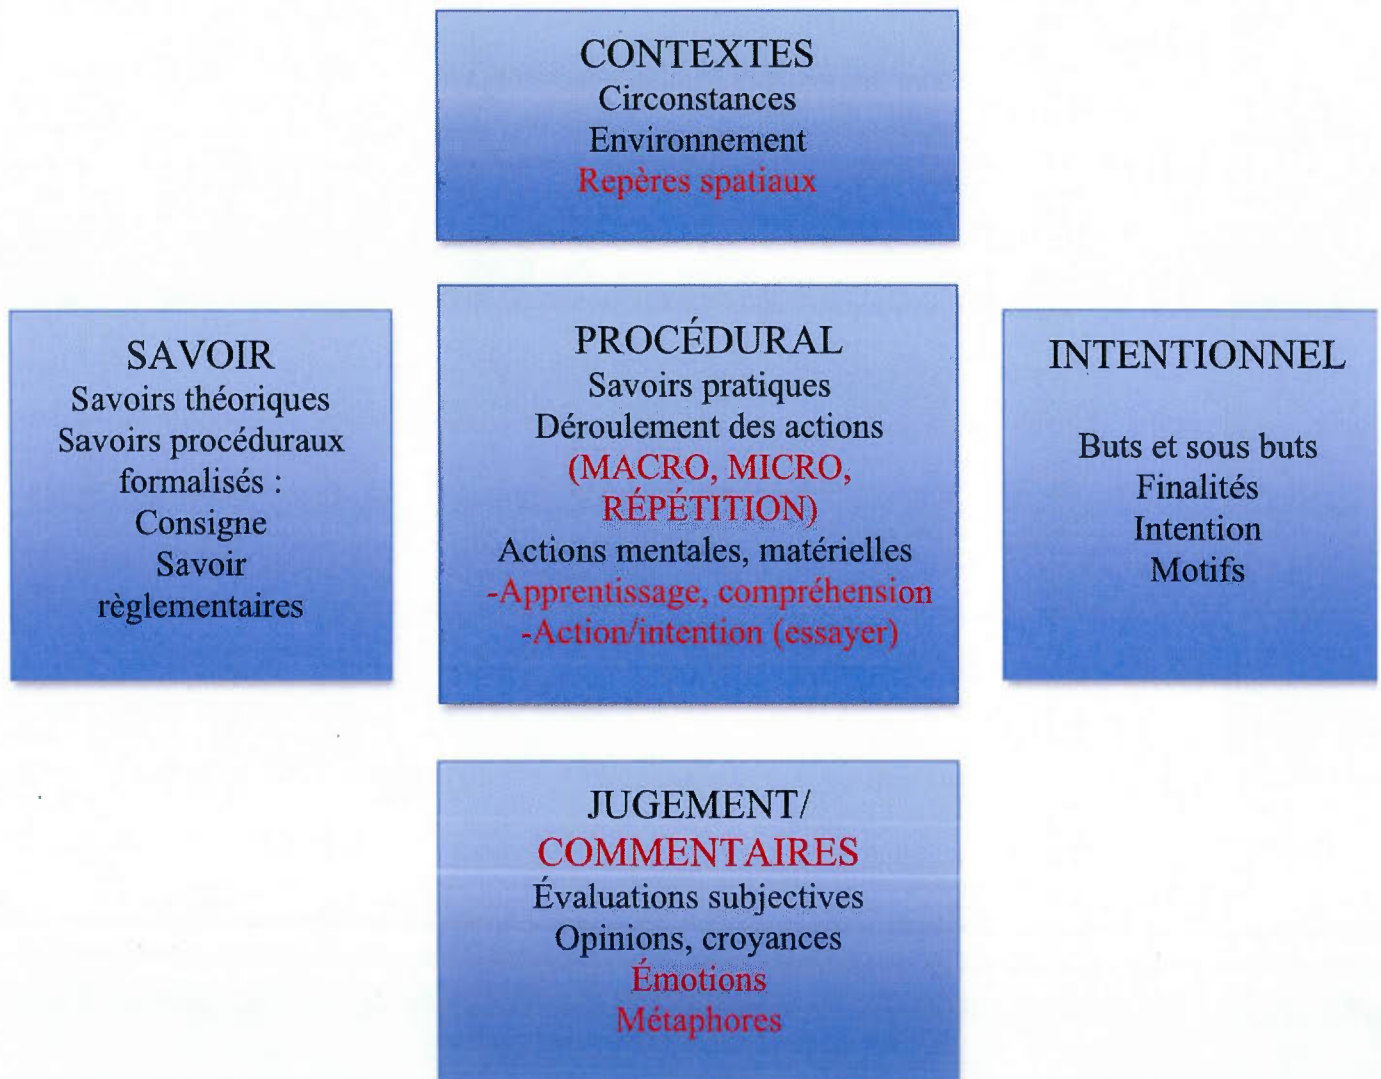 CONTEXTES
Circonstances
Environnement
Repères spatiaux
SAVOIR
Savoirs théoriques
Savoirs procéduraux
formalisés :
Consigne
Savoir
règlementaires
PROCÉDURAL
Savoirs pratiques
Déroulement des actions
(MACRO, MICRO,
RÉPÉTITION)
Actions mentales, matérielles
-Apprentissage, compréhension
-Action/intention (essayer)
INTENTIONNEL
Buts et sous buts
Finalités
Intention
Motifs
JUGEMENT/
COMMENTAIRES
Évaluations subjectives
Opinions, croyances
Émotions
Métaphores